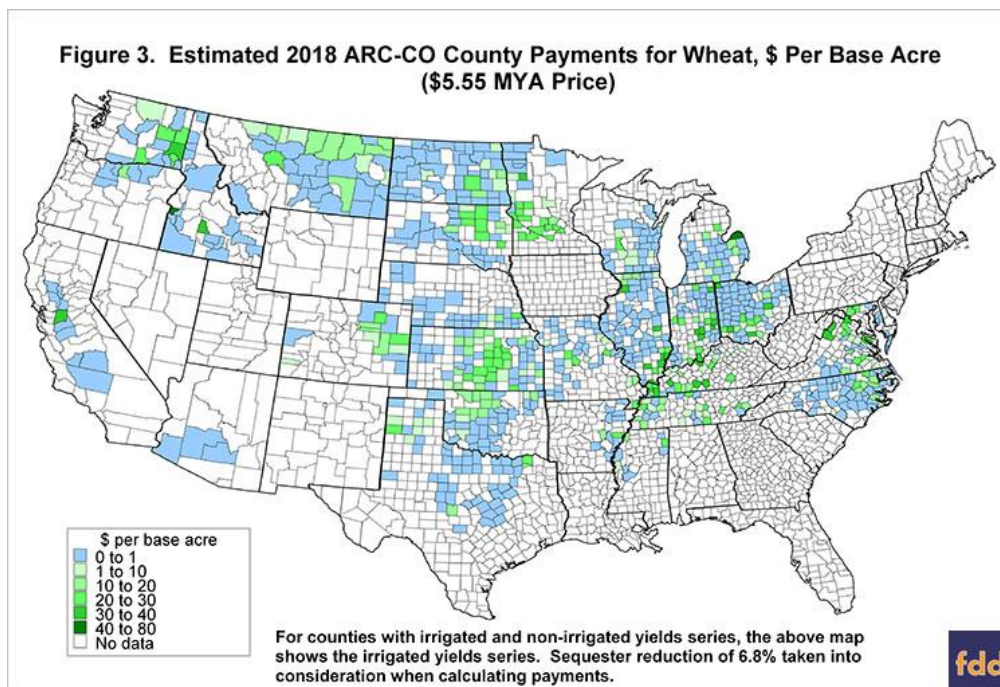 Figure 3. Estimated 2018 ARC-CO County Payments for Wheat, $ Per Base Acre
($5.55 MYA Price)
$ per base acre
0 to 1
1 to 10
10 to 20
20 to 30
30 to 40
40 to 80
No data
For counties with irrigated and non-irrigated yields series, the above map
shows the irrigated yields series. Sequester reduction of 6.8% taken into
consideration when calculating payments.
fdd